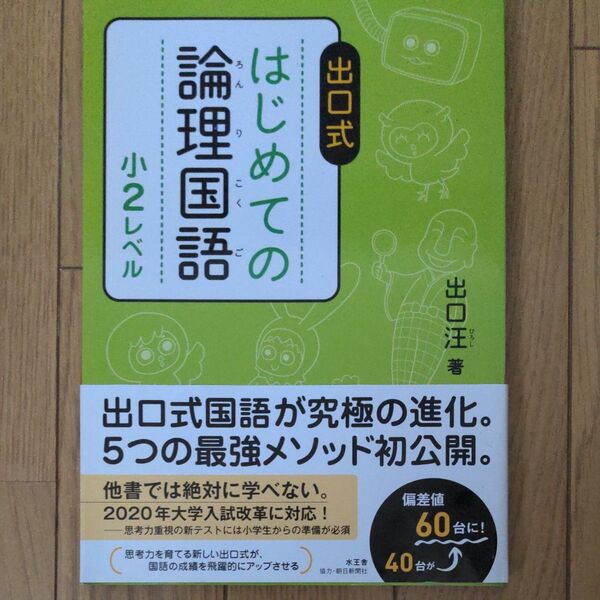 出口式
はじめての
論理国語
ろんりこくご
小2レベル
出口汪 著
ひろし
出口式国語が究極の進化。
5つの最強メソッド初公開。
他書では絶対に学べない。
2020年大学入試改革に対応!
──思考力重視の新テストには小学生からの準備が必須
思考力を育てる新しい出口式が、
国語の成績を飛躍的にアップさせる
水王舎
協力・朝日新聞社
偏差値
60台に!
40台が